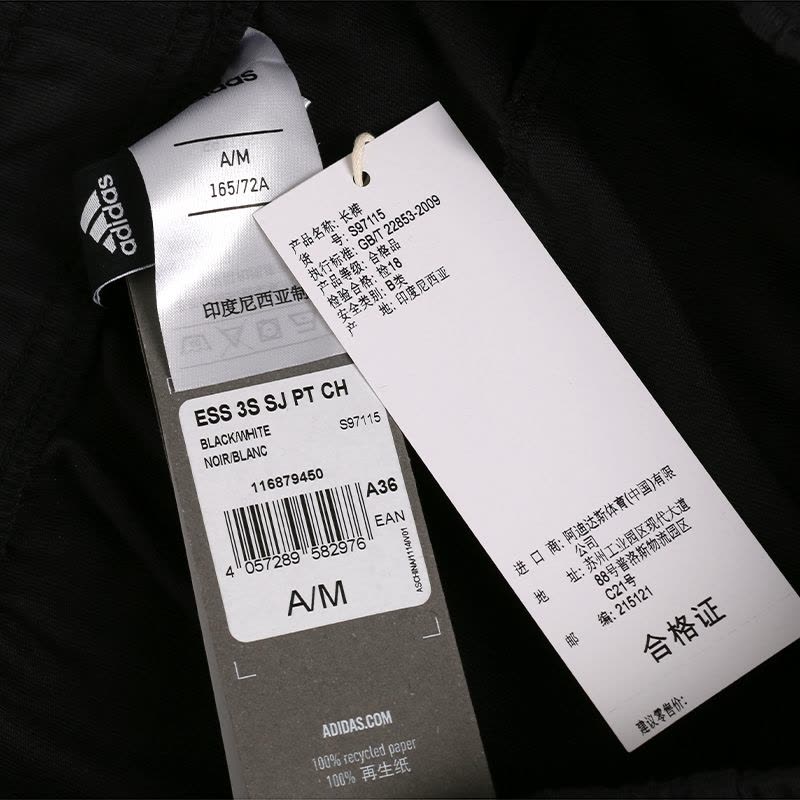 adidas
adidas
A/M
165/72A
印度尼西亚制
ESS 3S SJ PT CH
BLACK/WHITE
S97115
NOIR/BLANC
116879450
A36
EAN
4 057289 582976
A/M
ADIDAS.COM
100% recycled paper
100% 再生纸
产品名称: 长裤
货 号: S97115
执行标准: GB/T 22853-2009
产品等级: 合格品
检验合格: 检18
安全类别: B类
产 地: 印度尼西亚
进 口 商: 阿迪达斯体育(中国)有限
公司
地 址: 苏州工业园区现代大道
88号普洛斯物流园区
C21号
邮 编: 215121
合格证
建议零售价: